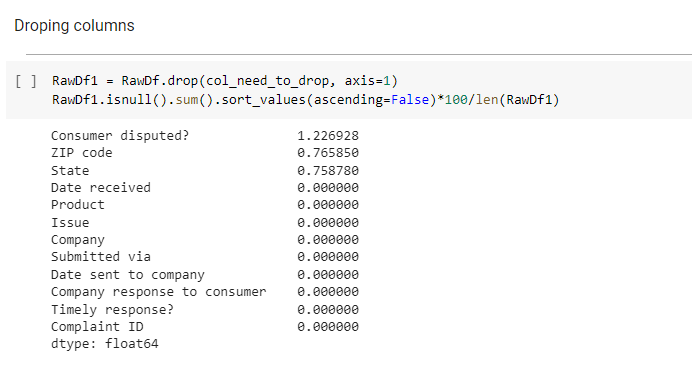 Droping columns
[ ] RawDf1 = RawDf.drop(col_need_to_drop, axis=1)
RawDf1.isnull().sum().sort_values(ascending=False)*100/len(RawDf1)
Consumer disputed? 1.226928
ZIP code 0.765850
State 0.758780
Date received 0.000000
Product 0.000000
Issue 0.000000
Company 0.000000
Submitted via 0.000000
Date sent to company 0.000000
Company response to consumer 0.000000
Timely response? 0.000000
Complaint ID 0.000000
dtype: float64